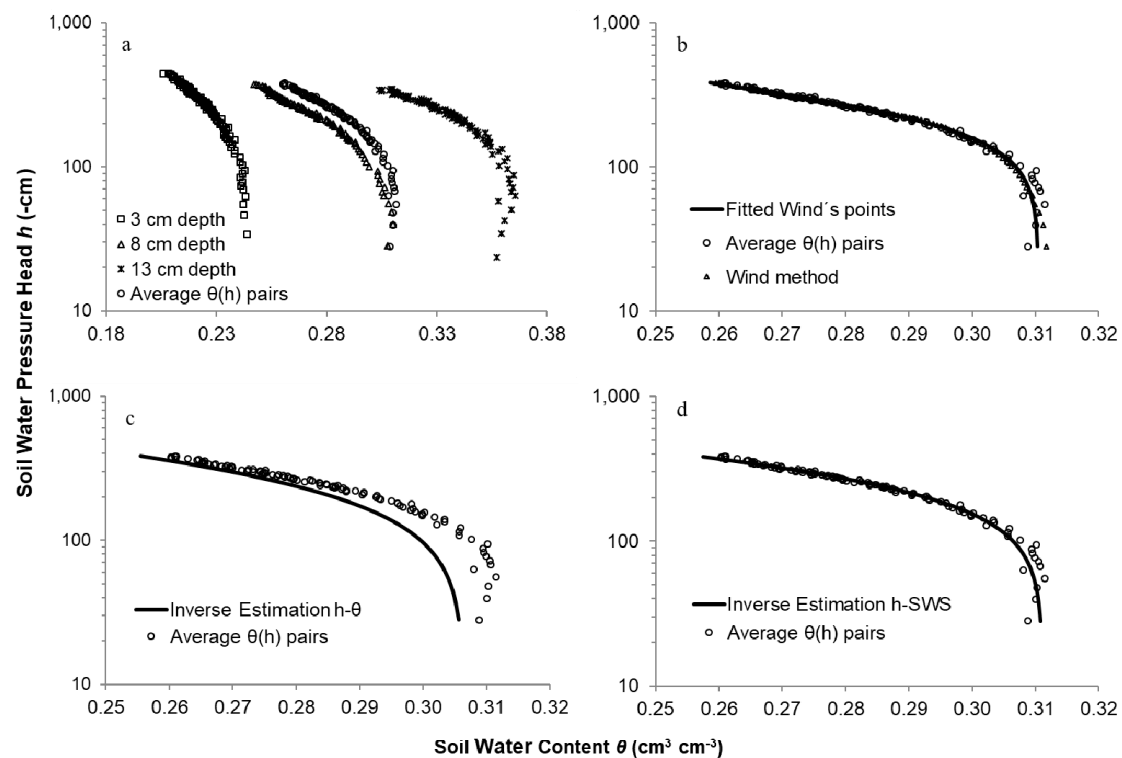 Soil Water Pressure Head h (-cm)
a
1,000
100
10
0.18 0.23 0.28 0.33 0.38
3 cm depth
8 cm depth
13 cm depth
Average θ(h) pairs
b
1,000
100
10
0.25 0.26 0.27 0.28 0.29 0.30 0.31 0.32
Fitted Wind´s points
Average θ(h) pairs
Wind method
c
1,000
100
10
0.25 0.26 0.27 0.28 0.29 0.30 0.31 0.32
Inverse Estimation h-θ
Average θ(h) pairs
d
1,000
100
10
0.25 0.26 0.27 0.28 0.29 0.30 0.31 0.32
Inverse Estimation h-SWS
Average θ(h) pairs
Soil Water Content θ (cm³ cm⁻³)